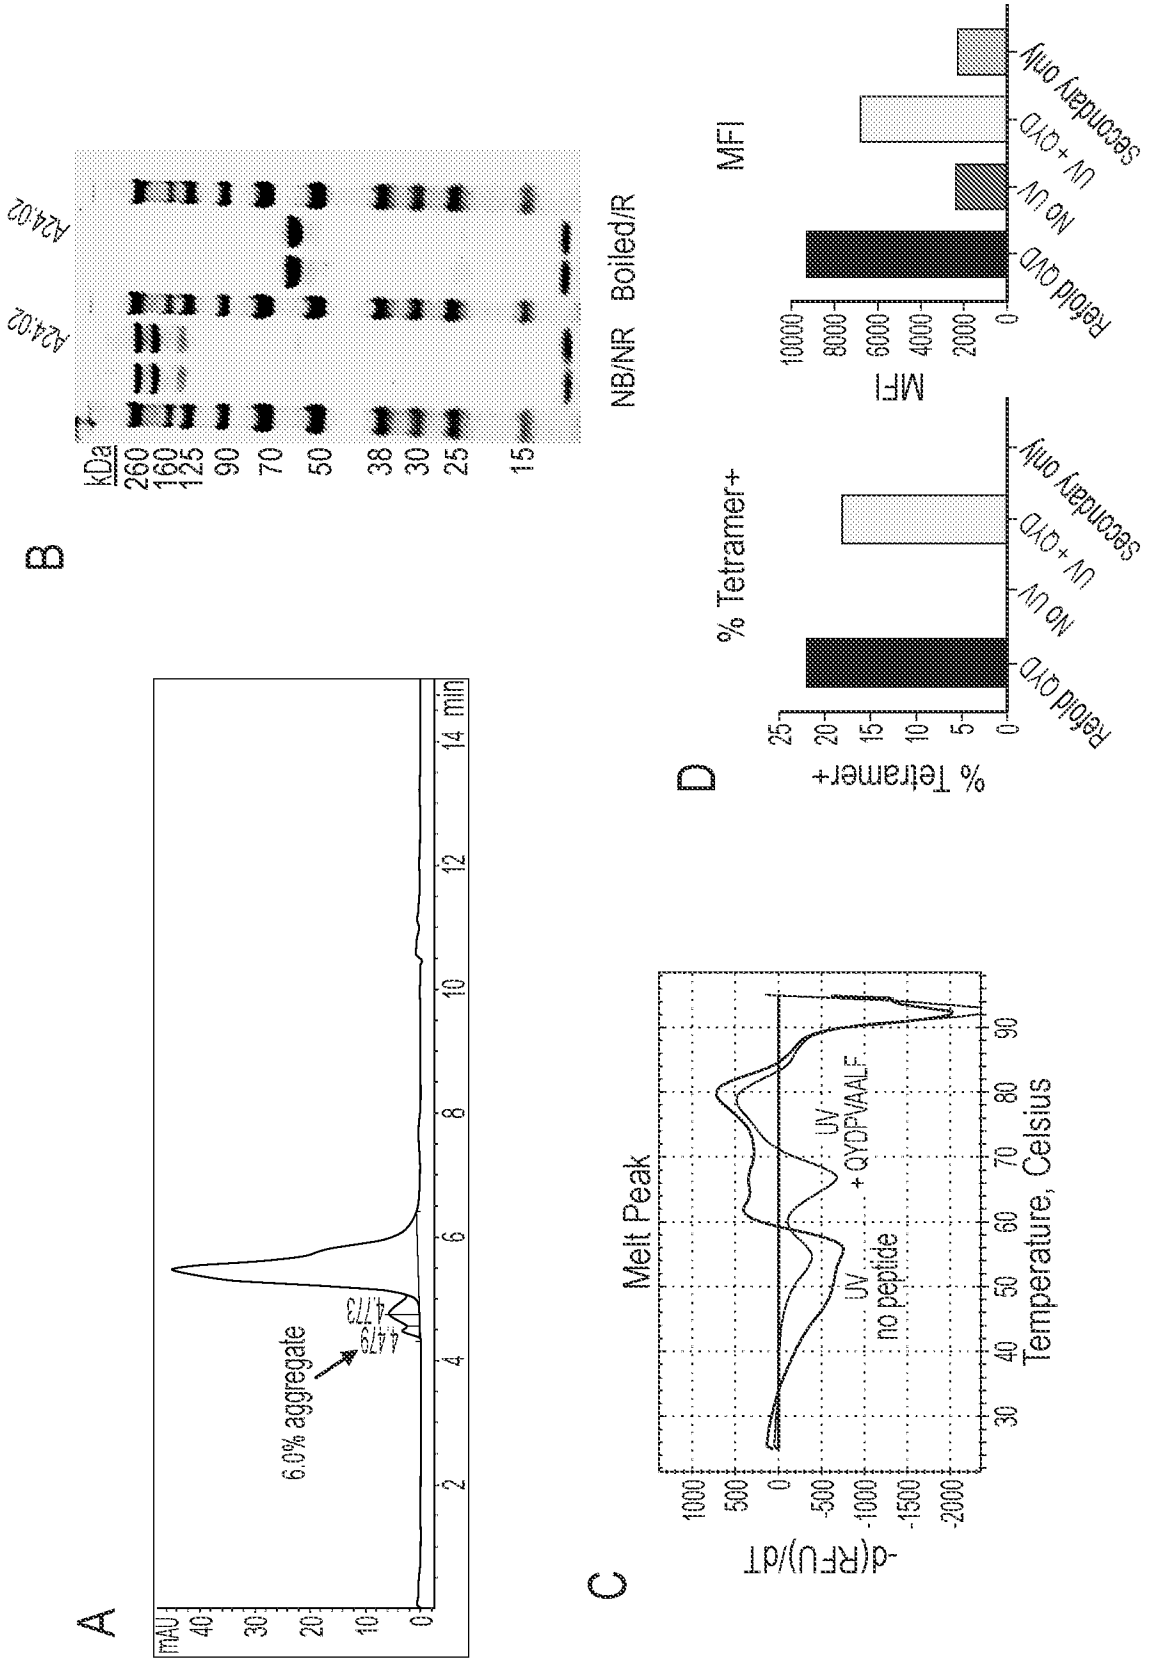 A
mAU
40
30
20
10
0
2
4
6
8
10
12
14
min
6.0% aggregate
4.479
4.773
B
kDa
260
160
125
90
70
50
38
30
25
15
A24:02
A24:02
NB/NR
Boiled/R
C
Melt Peak
-d(RFU)/dT
1000
500
0
-500
-1000
-1500
-2000
30
40
50
60
70
80
90
Temperature, Celsius
UV
no peptide
UV
+ QYDPVAALF
D
% Tetramer+
% Tetramer+
25
20
15
10
5
0
Refold QYD
No UV
UV + QYD
Secondary only
MFI
MFI
10000
8000
6000
4000
2000
0
Refold QYD
No UV
UV + QYD
Secondary only